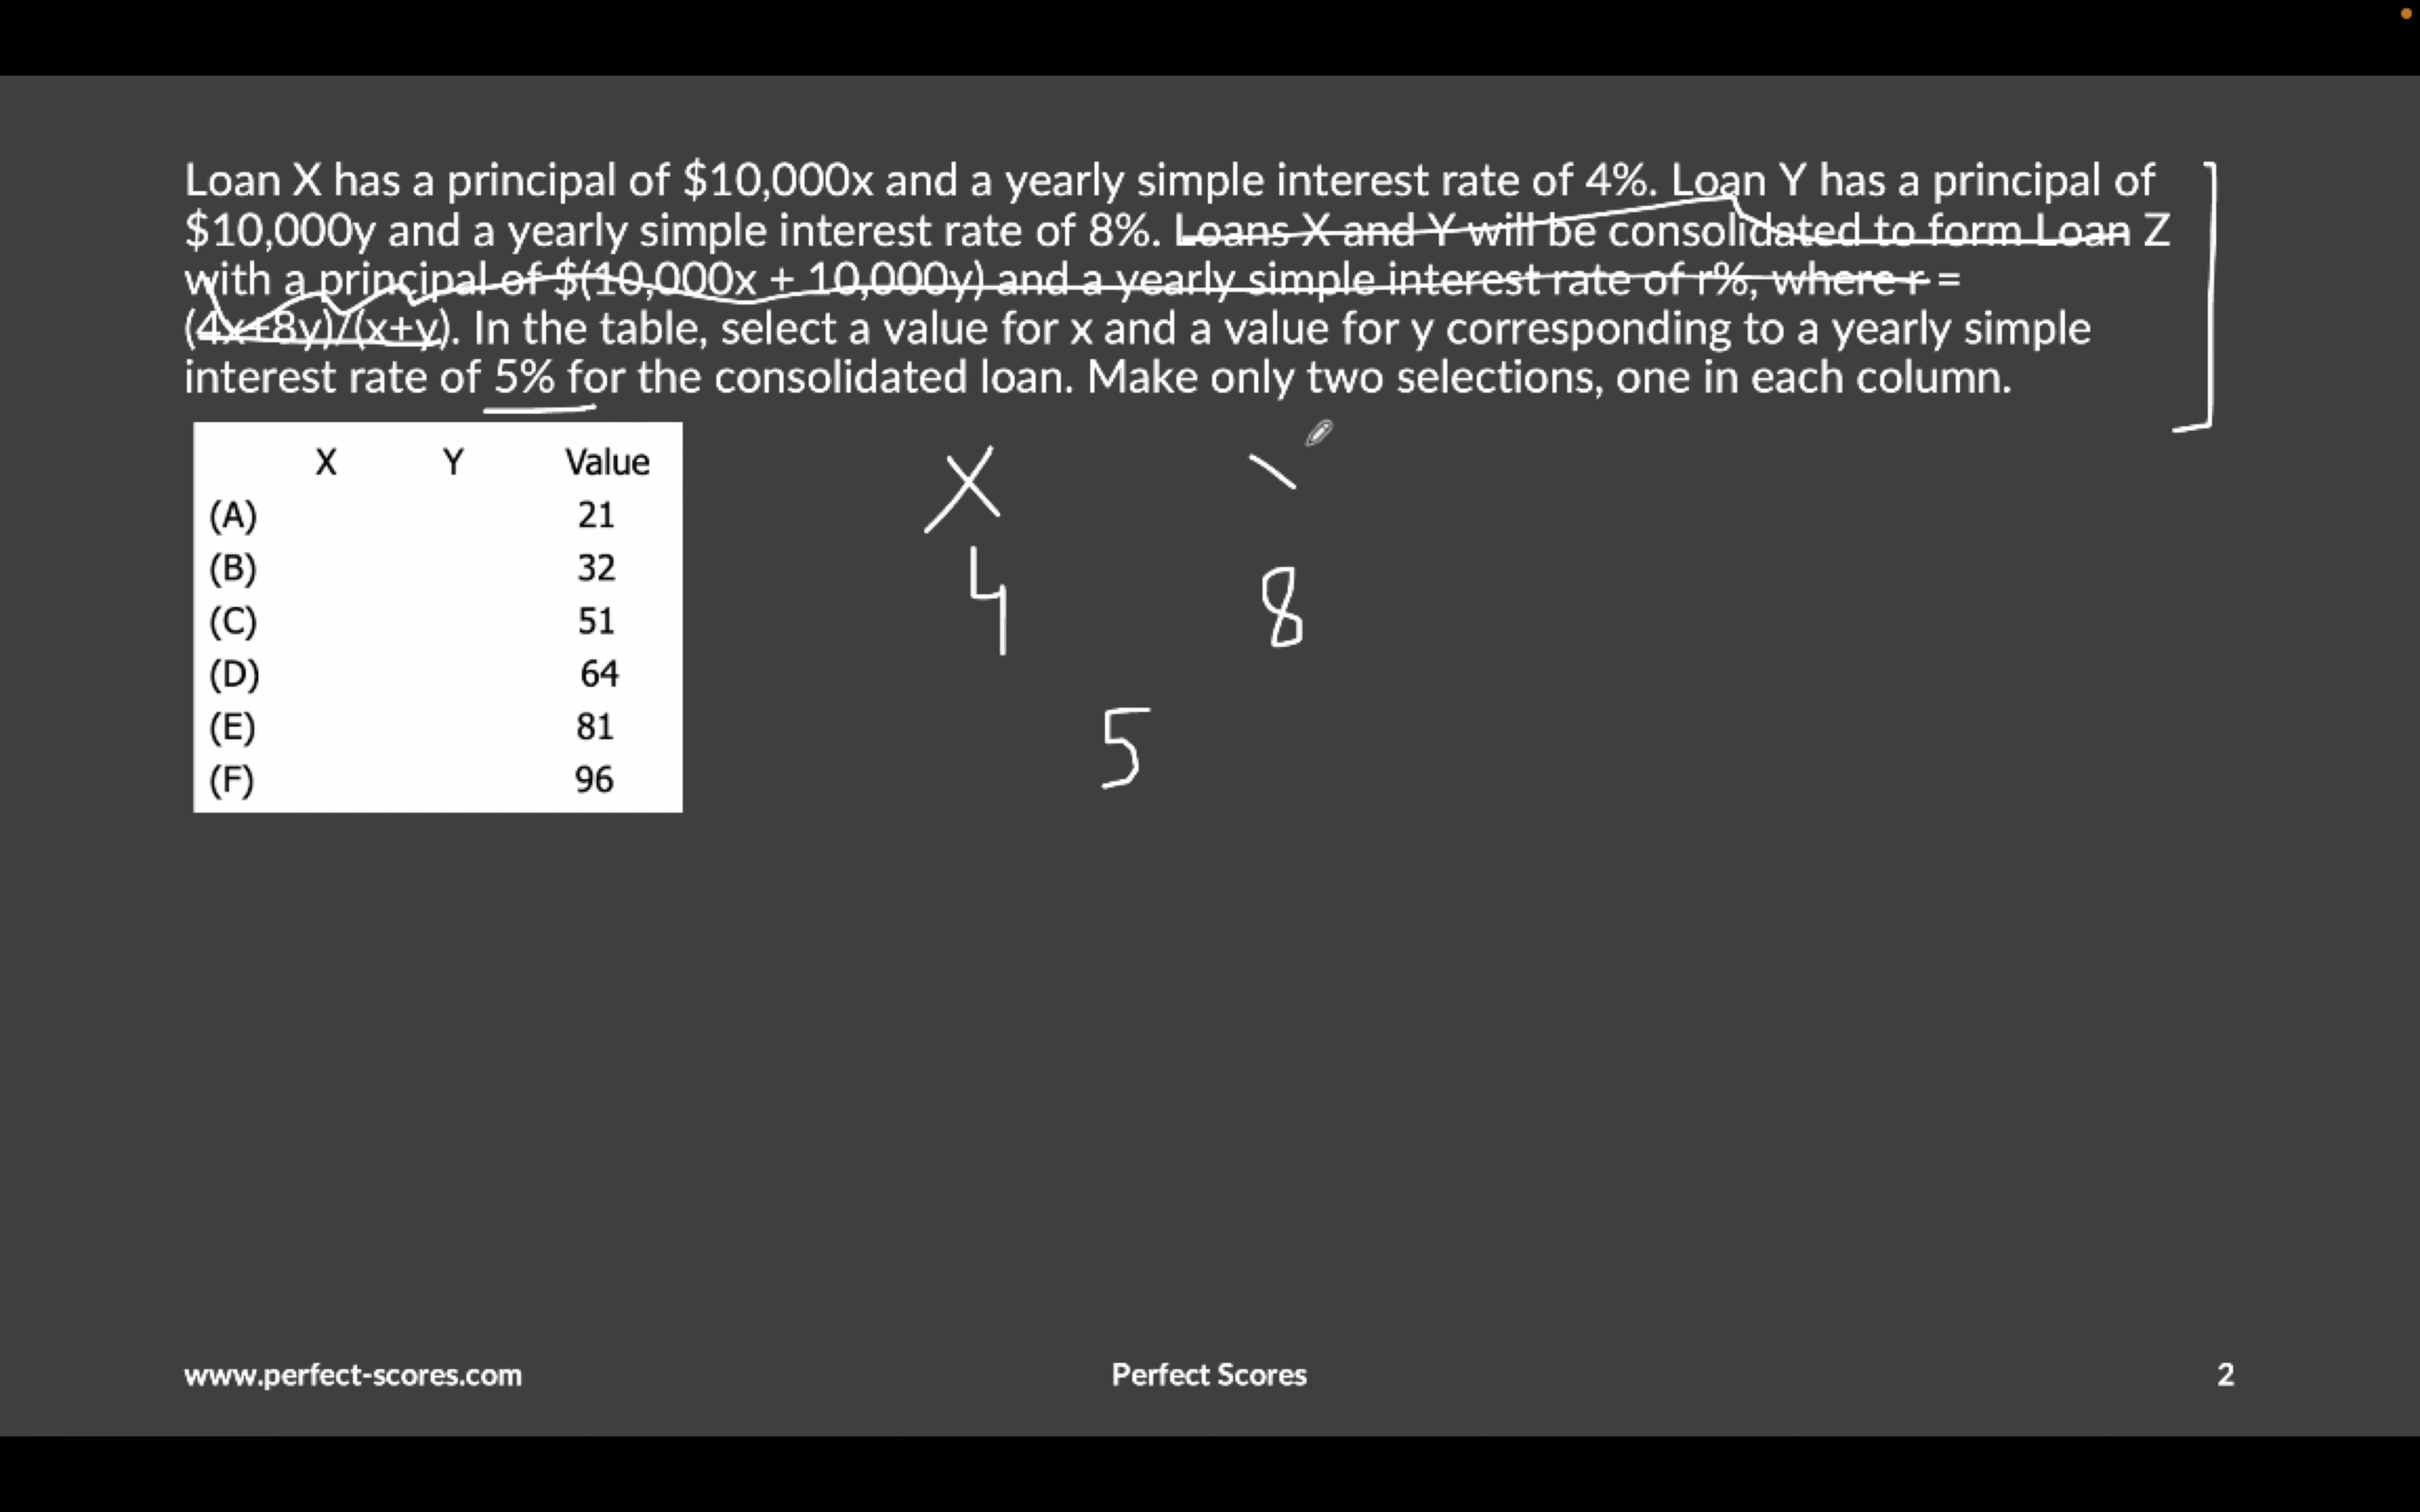 Loan X has a principal of $10,000x and a yearly simple interest rate of 4%. Loan Y has a principal of
$10,000y and a yearly simple interest rate of 8%. Loans X and Y will be consolidated to form Loan Z
with a principal of $(10,000x + 10,000y) and a yearly simple interest rate of r%, where r =
(4x+8y)/(x+y). In the table, select a value for x and a value for y corresponding to a yearly simple
interest rate of 5% for the consolidated loan. Make only two selections, one in each column.
X Y Value
(A) 21
(B) 32
(C) 51
(D) 64
(E) 81
(F) 96
X
4 8
5
www.perfect-scores.com Perfect Scores 2